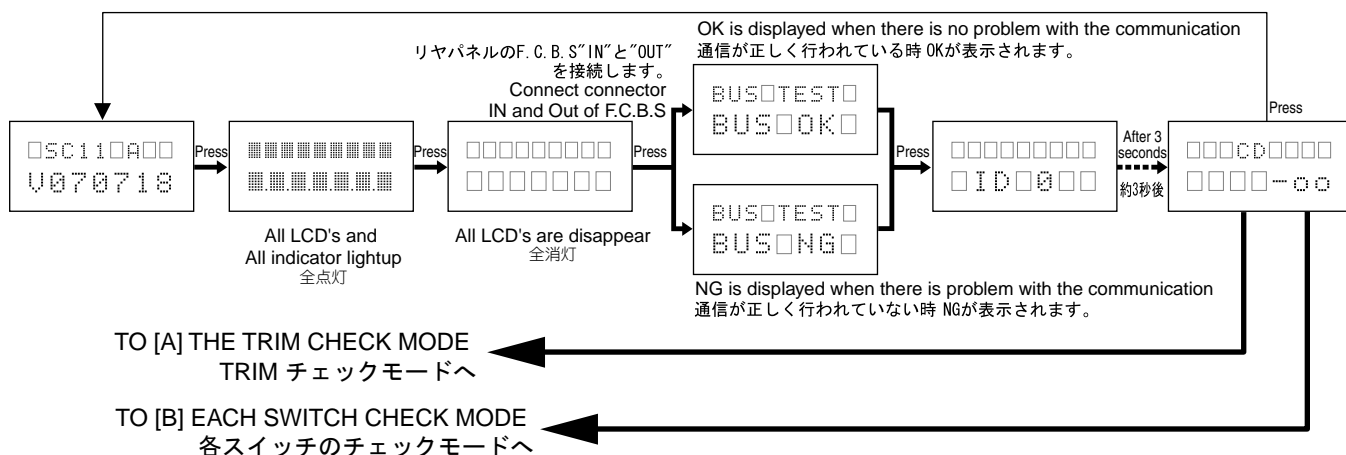 OK is displayed when there is no problem with the communication
通信が正しく行われている時 OKが表示されます。
リヤパネルのF.C.B.S"IN"と"OUT"
を接続します。
Connect connector
IN and Out of F.C.B.S
□SC11□A□□
V070718
Press
Press
□□□□□□□□□
□□□□□□□
Press
BUS□TEST□
BUS□OK□
BUS□TEST□
BUS□NG□
Press
□□□□□□□□□
□ID□0□□
After 3
seconds
約3秒後
Press
□□□CD□□□□
□□□□-oo
All LCD's and
All indicator lightup
全点灯
All LCD's are disappear
全消灯
NG is displayed when there is problem with the communication
通信が正しく行われていない時 NGが表示されます。
TO [A] THE TRIM CHECK MODE
TRIM チェックモードへ
TO [B] EACH SWITCH CHECK MODE
各スイッチのチェックモードへ